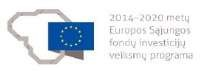 2014–2020 metų
Europos Sąjungos
fondų investicijų
veiksmų programa